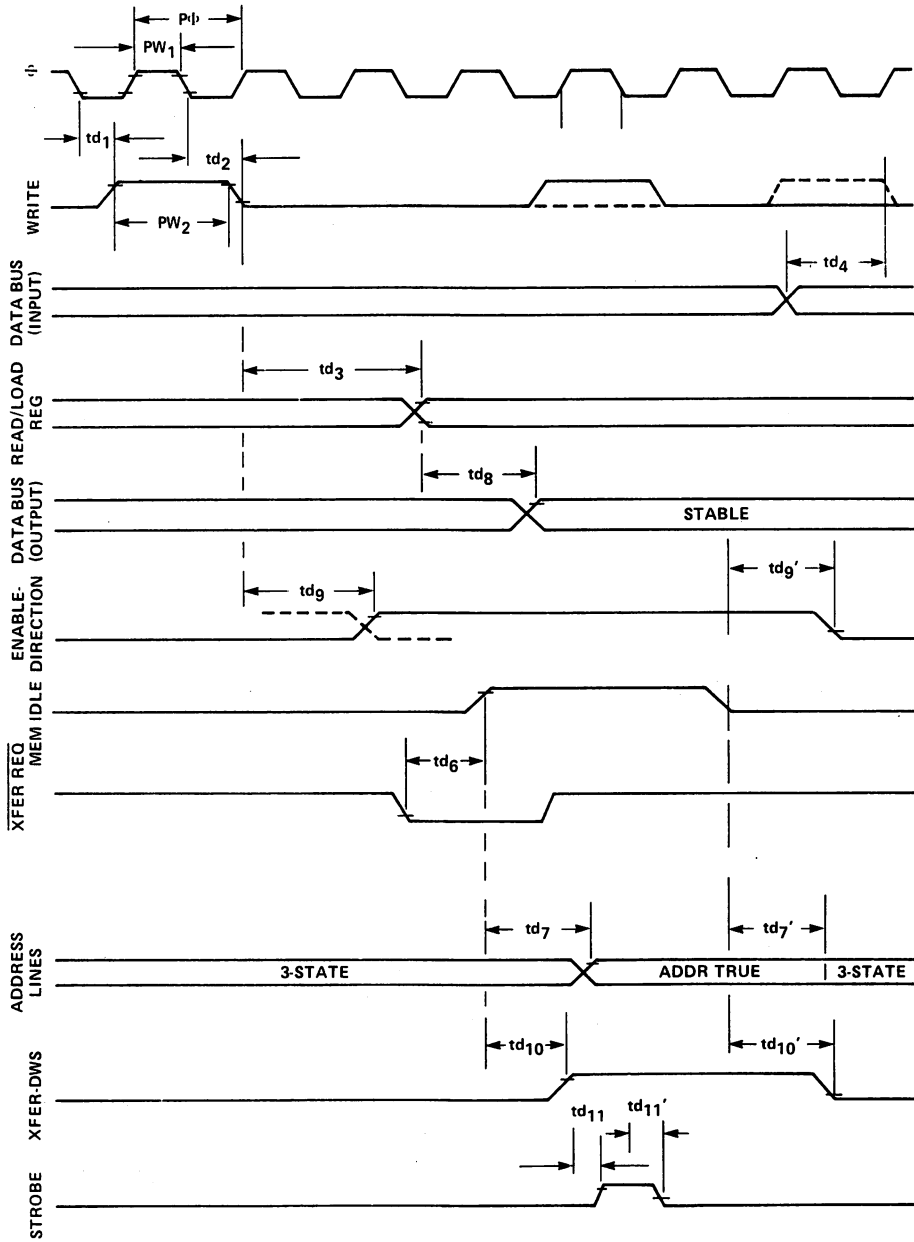 PΦ
PW1
Φ
td1
td2
WRITE
PW2
DATA BUS
(INPUT)
td4
READ/LOAD
REG
td3
DATA BUS
(OUTPUT)
td8
STABLE
ENABLE-
DIRECTION
td9
td9'
MEM IDLE
XFER REQ
td6
ADDRESS
LINES
td7
td7'
3-STATE
ADDR TRUE
3-STATE
XFER-DWS
td10
td10'
td11
td11'
STROBE